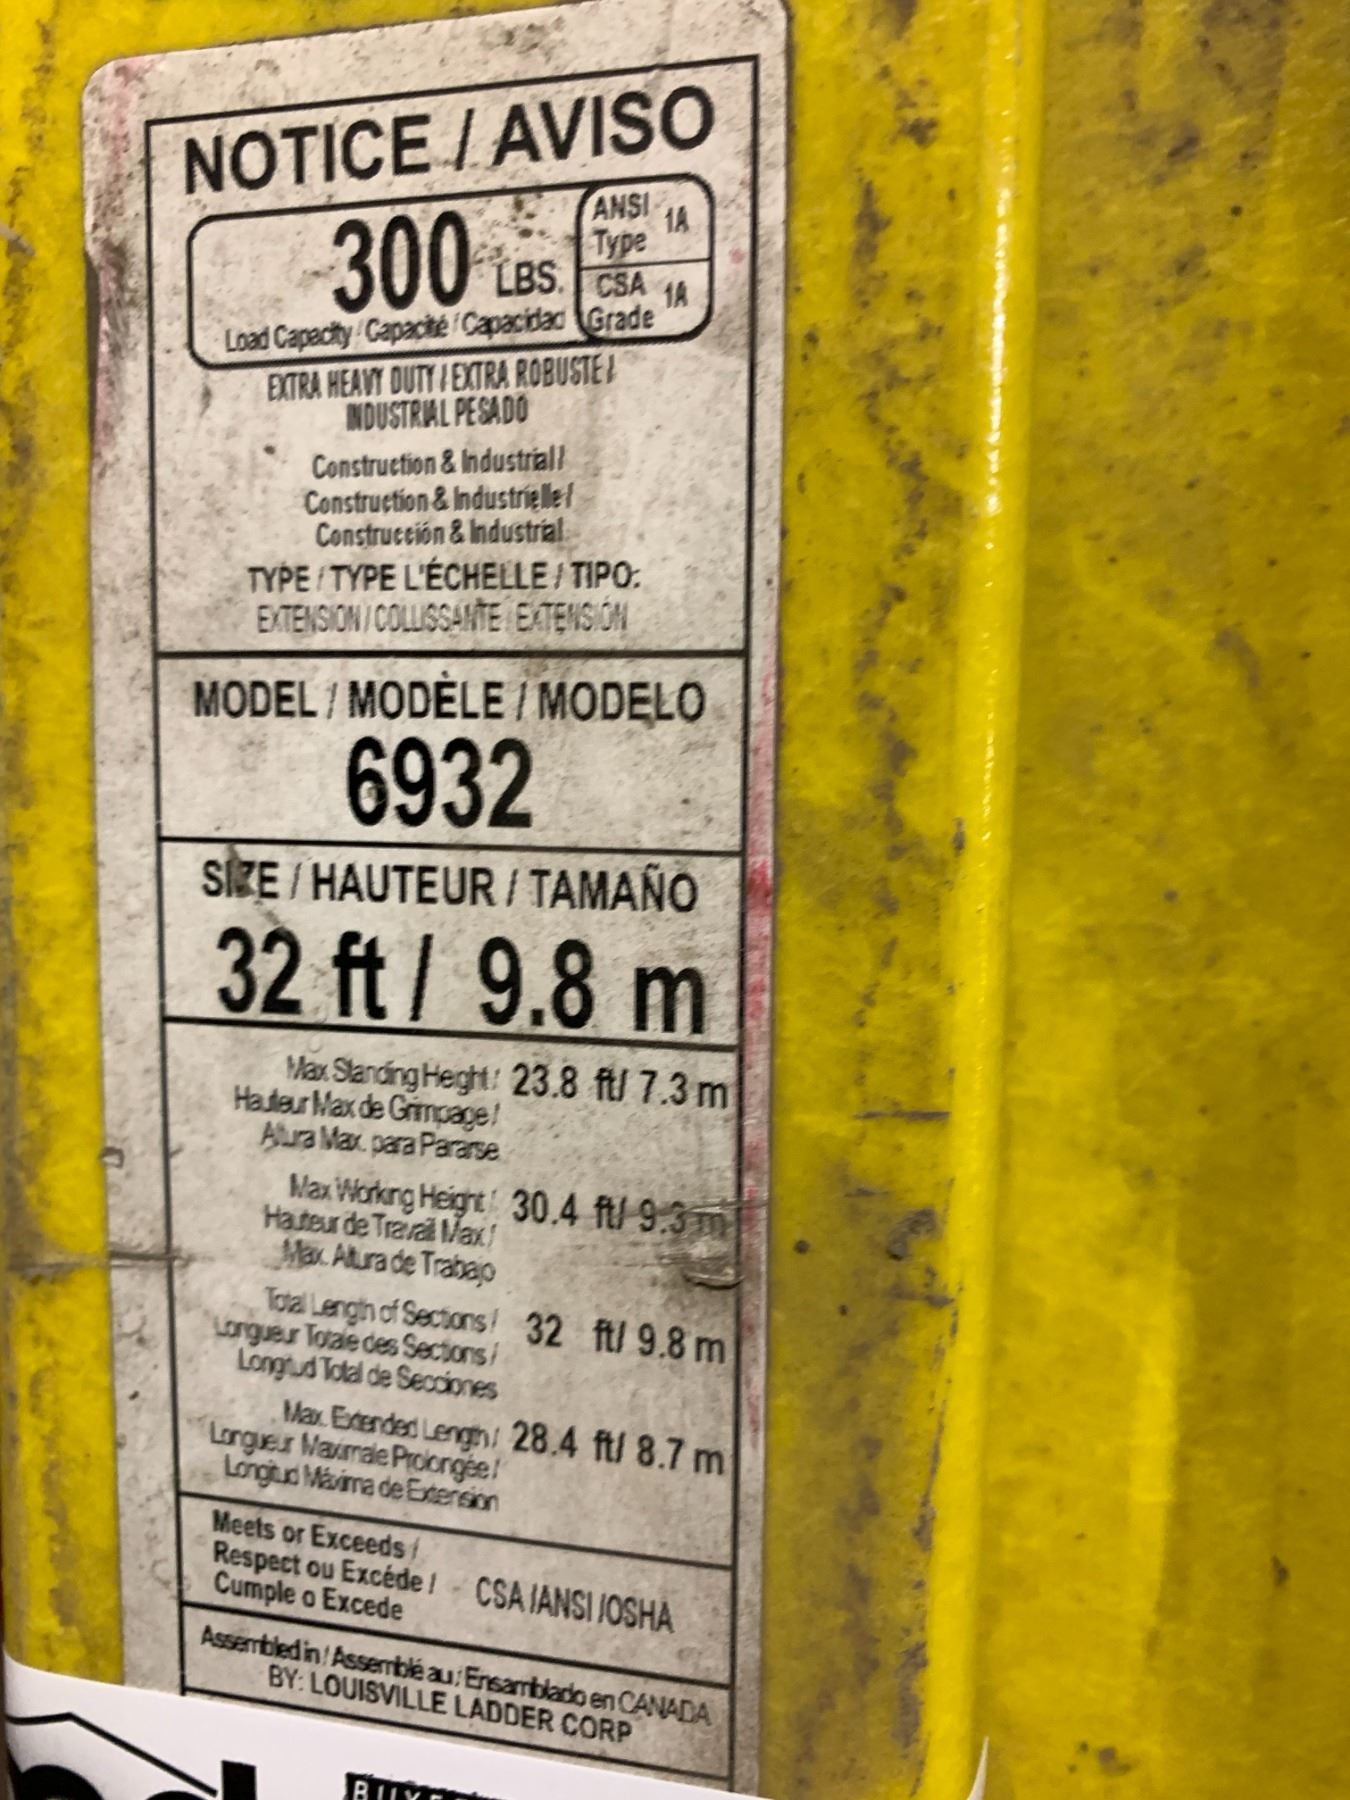 NOTICE / AVISO
300 LBS.
ANSI Type 1A
CSA Grade 1A
Load Capacity / Capacité / Capacidad
EXTRA HEAVY DUTY / EXTRA ROBUSTE /
INDUSTRIAL PESADO
Construction & Industrial /
Construction & Industrielle /
Construcción & Industrial
TYPE / TYPE L'ÉCHELLE / TIPO:
EXTENSION / COLLISSANTE / EXTENSIÓN
MODEL / MODÈLE / MODELO
6932
SIZE / HAUTEUR / TAMAÑO
32 ft / 9.8 m
Max Standing Height / 23.8 ft/ 7.3 m
Hauteur Max de Grimpage /
Altura Max. para Pararse
Max Working Height / 30.4 ft/ 9.3 m
Hauteur de Travail Max /
Max. Altura de Trabajo
Total Length of Sections / 32 ft/ 9.8 m
Longueur Totale des Sections /
Longitud Total de Secciones
Max. Extended Length / 28.4 ft/ 8.7 m
Longueur Maximale Prolongée /
Longitud Máxima de Extension
Meets or Exceeds /
Respect ou Excéde / CSA /ANSI /OSHA
Cumple o Excede
Assembled in / Assemblé au / Ensamblado en CANADA
BY: LOUISVILLE LADDER CORP